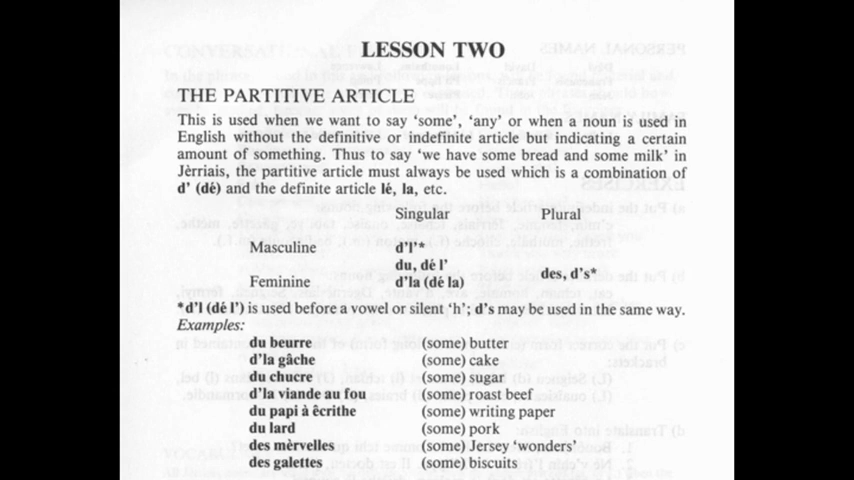 LESSON TWO
THE PARTITIVE ARTICLE
This is used when we want to say ‘some’, ‘any’ or when a noun is used in
English without the definitive or indefinite article but indicating a certain
amount of something. Thus to say ‘we have some bread and some milk’ in
Jèrriais, the partitive article must always be used which is a combination of
d’ (dé) and the definite article lé, la, etc.
Singular Plural
Masculine d’l’*
du, dé l’
des, d’s*
Feminine d’la (dé la)
*d’l (dé l’) is used before a vowel or silent ‘h’; d’s may be used in the same way.
Examples:
du beurre (some) butter
d’la gâche (some) cake
du chucre (some) sugar
d’la viande au fou (some) roast beef
du papi à êcrithe (some) writing paper
du lard (some) pork
des mèrvelles (some) Jersey ‘wonders’
des galettes (some) biscuits